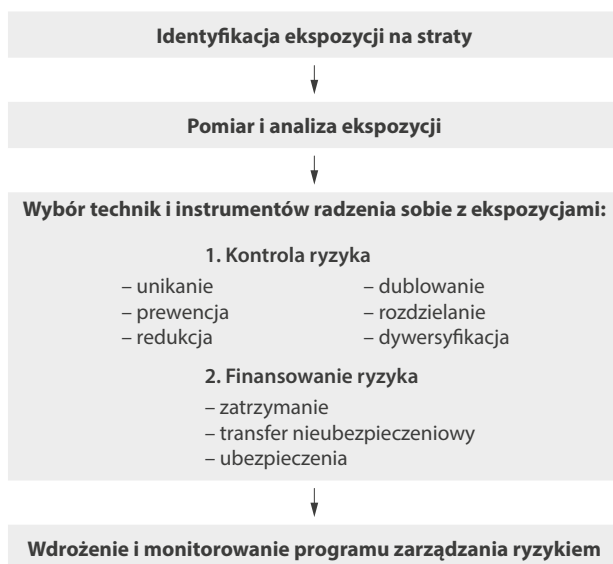 Identyfikacja ekspozycji na straty
Pomiar i analiza ekspozycji
Wybór technik i instrumentów radzenia sobie z ekspozycjami:
1. Kontrola ryzyka
– unikanie
– prewencja
– redukcja
– dublowanie
– rozdzielanie
– dywersyfikacja
2. Finansowanie ryzyka
– zatrzymanie
– transfer nieubezpieczeniowy
– ubezpieczenia
Wdrożenie i monitorowanie programu zarządzania ryzykiem